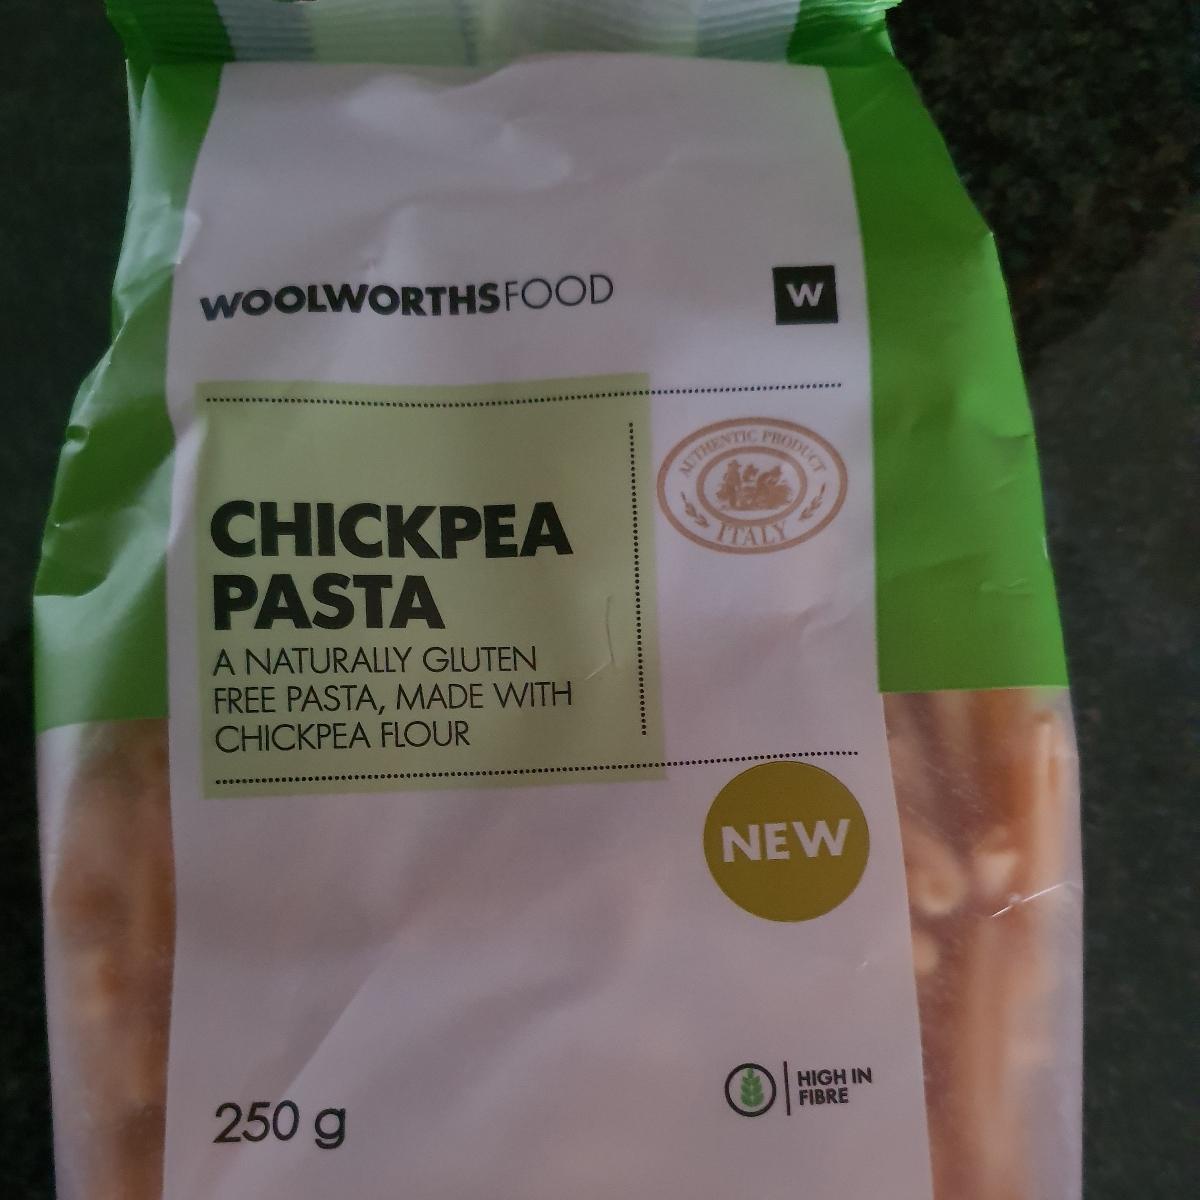 WOOLWORTHSFOOD
W
AUTHENTIC PRODUCT
ITALY
CHICKPEA
PASTA
A NATURALLY GLUTEN
FREE PASTA, MADE WITH
CHICKPEA FLOUR
NEW
HIGH IN
FIBRE
250 g